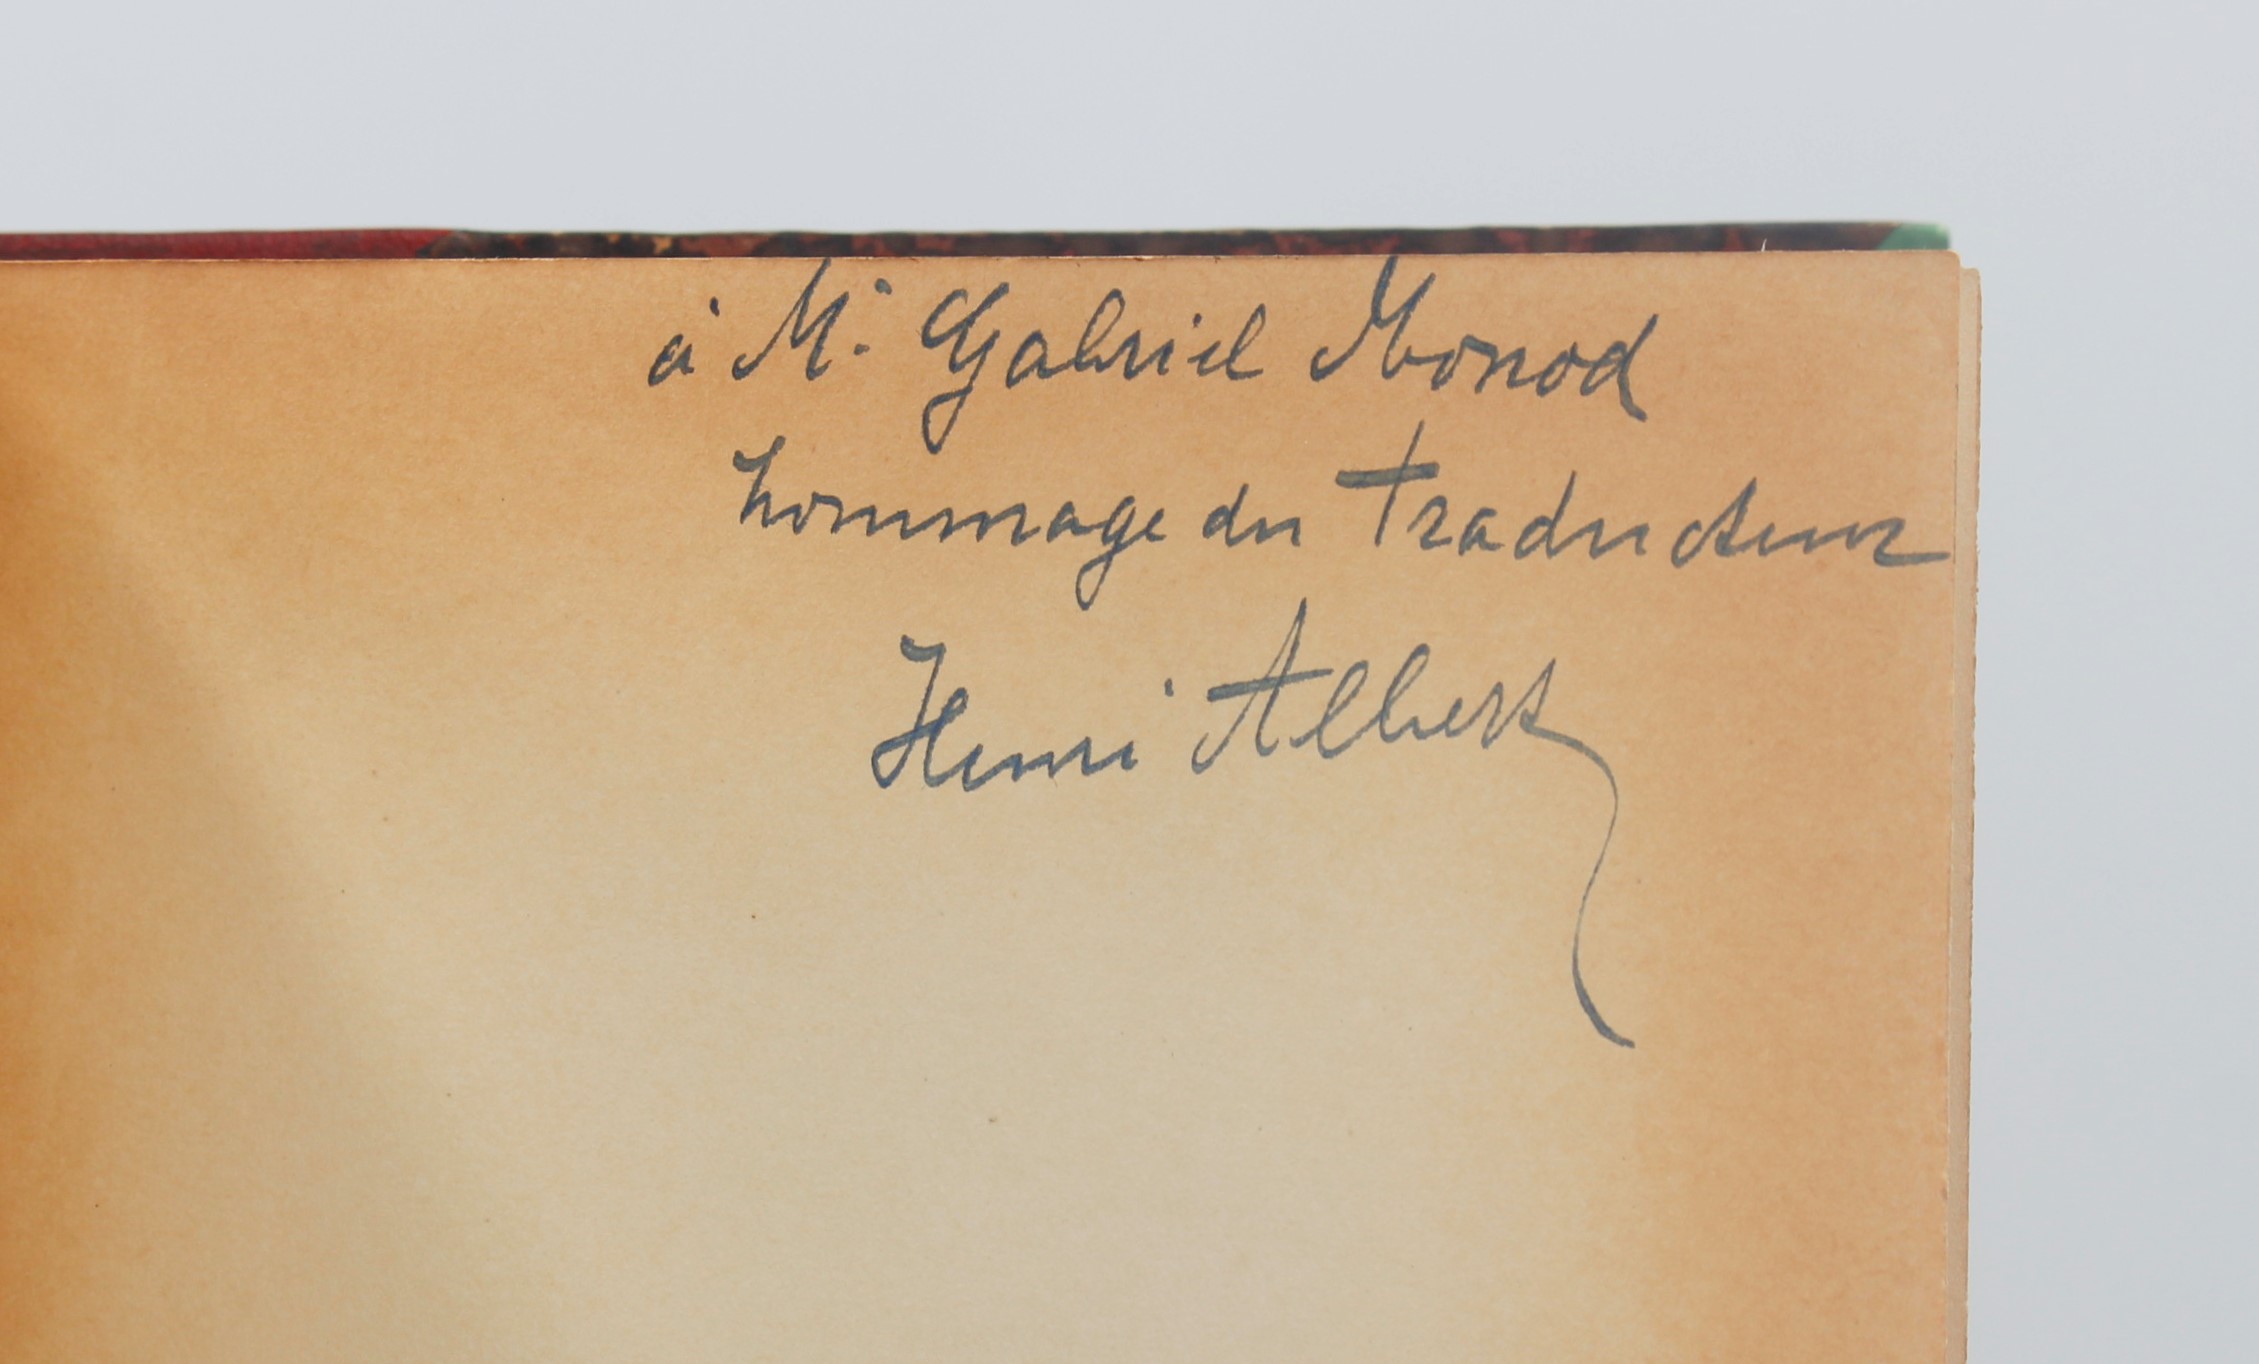 à Mr. Gabriel Monod
hommage du Traducteur
Henri Albert